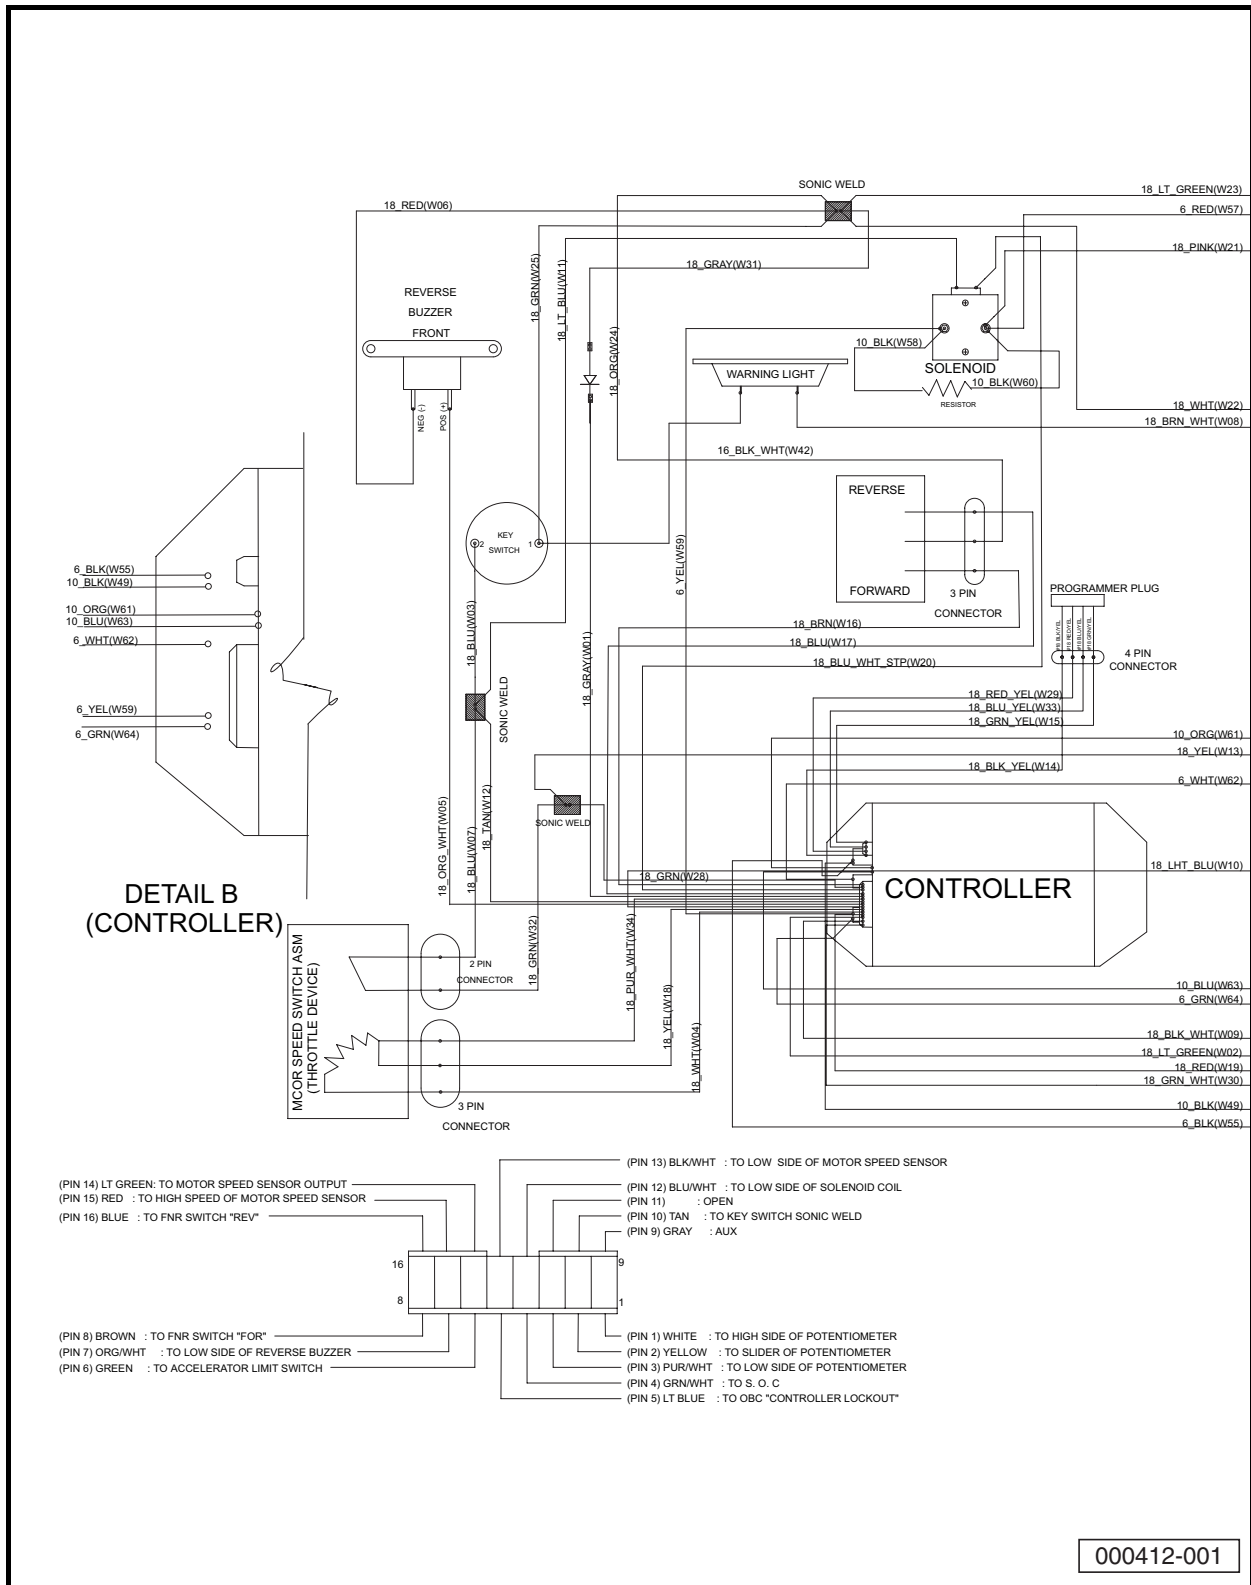 SONIC WELD
18_LT_GREEN(W23)
18_RED(W06)
6_RED(W57)
18_PINK(W21)
18_GRN(W25)
18_LT_BLU(W11)
18_GRAY(W31)
REVERSE
BUZZER
FRONT
NEG (-)
POS (+)
18_ORG(W24)
10_BLK(W58)
SOLENOID
10_BLK(W60)
RESISTOR
WARNING LIGHT
18_WHT(W22)
18_BRN_WHT(W08)
16_BLK_WHT(W42)
REVERSE
FORWARD
3 PIN
CONNECTOR
KEY
SWITCH
2
1
6_YEL(W59)
6_BLK(W55)
10_BLK(W49)
10_ORG(W61)
10_BLU(W63)
6_WHT(W62)
6_YEL(W59)
6_GRN(W64)
DETAIL B
(CONTROLLER)
18_BLU(W03)
SONIC WELD
18_GRAY(W01)
18_BRN(W16)
18_BLU(W17)
18_BLU_WHT_STP(W20)
PROGRAMMER PLUG
#18 BLK/YEL
#18 RED/YEL
#18 BLU/YEL
#18 GRN/YEL
4 PIN
CONNECTOR
18_RED_YEL(W29)
18_BLU_YEL(W33)
18_GRN_YEL(W15)
10_ORG(W61)
18_YEL(W13)
18_BLK_YEL(W14)
6_WHT(W62)
SONIC WELD
18_ORG_WHT(W05)
18_BLU(W07)
18_TAN(W12)
18_GRN(W28)
CONTROLLER
18_LHT_BLU(W10)
MCOR SPEED SWITCH ASM
(THROTTLE DEVICE)
2 PIN
CONNECTOR
18_GRN(W32)
18_PUR_WHT(W34)
18_YEL(W18)
18_WHT(W04)
3 PIN
CONNECTOR
10_BLU(W63)
6_GRN(W64)
18_BLK_WHT(W09)
18_LT_GREEN(W02)
18_RED(W19)
18_GRN_WHT(W30)
10_BLK(W49)
6_BLK(W55)
(PIN 13) BLK/WHT : TO LOW SIDE OF MOTOR SPEED SENSOR
(PIN 14) LT GREEN: TO MOTOR SPEED SENSOR OUTPUT
(PIN 15) RED : TO HIGH SPEED OF MOTOR SPEED SENSOR
(PIN 16) BLUE : TO FNR SWITCH "REV"
(PIN 12) BLU/WHT : TO LOW SIDE OF SOLENOID COIL
(PIN 11) : OPEN
(PIN 10) TAN : TO KEY SWITCH SONIC WELD
(PIN 9) GRAY : AUX
16
9
8
1
(PIN 8) BROWN : TO FNR SWITCH "FOR"
(PIN 7) ORG/WHT : TO LOW SIDE OF REVERSE BUZZER
(PIN 6) GREEN : TO ACCELERATOR LIMIT SWITCH
(PIN 1) WHITE : TO HIGH SIDE OF POTENTIOMETER
(PIN 2) YELLOW : TO SLIDER OF POTENTIOMETER
(PIN 3) PUR/WHT : TO LOW SIDE OF POTENTIOMETER
(PIN 4) GRN/WHT : TO S. O. C
(PIN 5) LT BLUE : TO OBC "CONTROLLER LOCKOUT"
000412-001